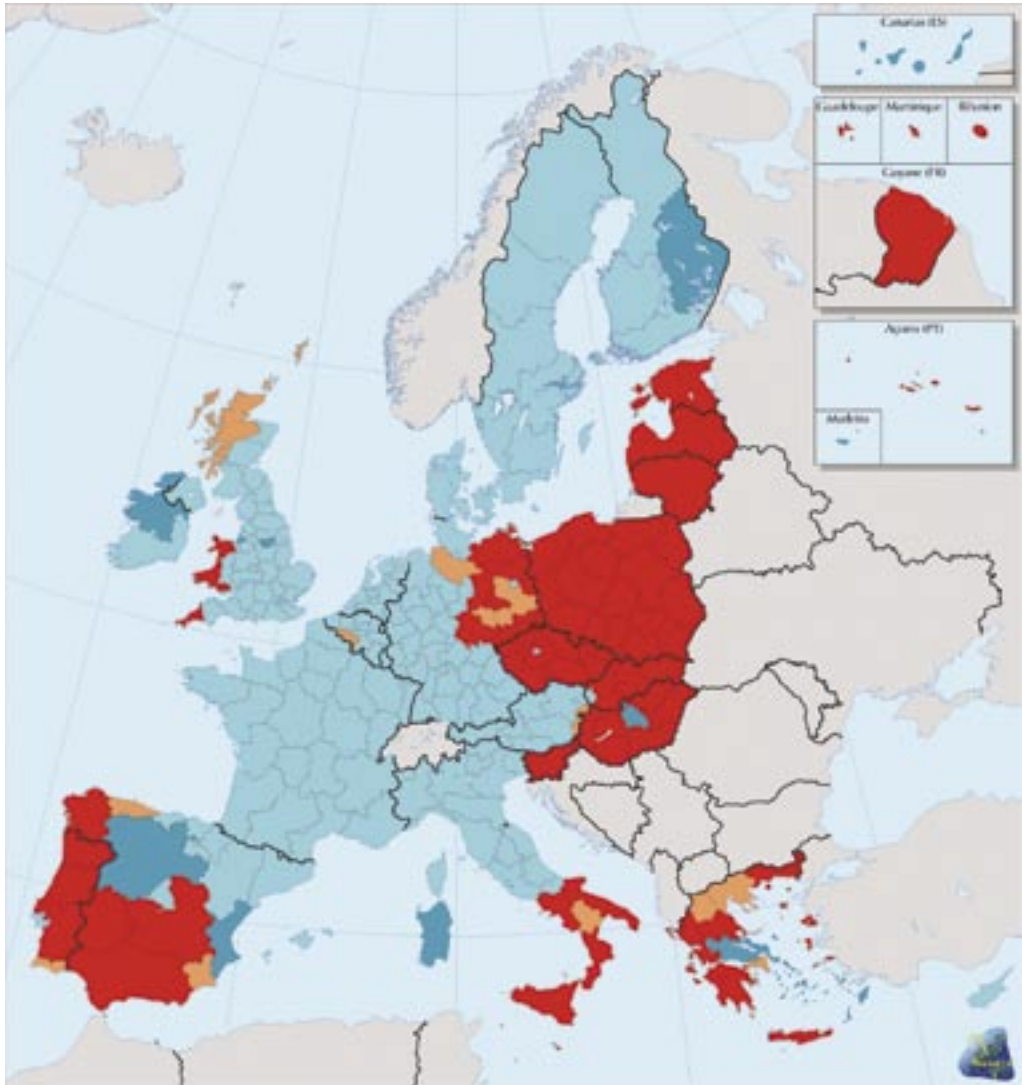 Canarias (ES)
Guadeloupe Martinique Réunion
Guyane (FR)
Açores (PT)
Madeira